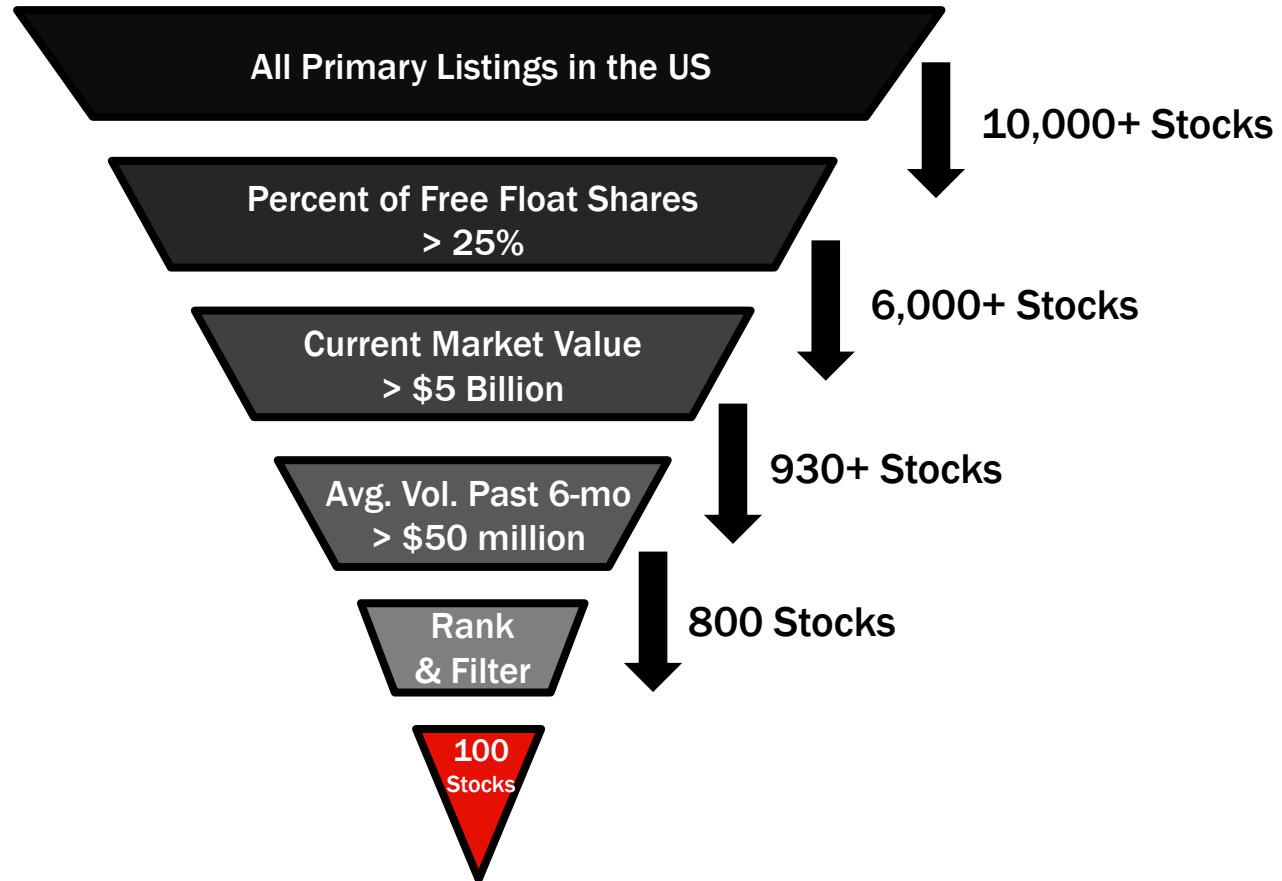 All Primary Listings in the US
10,000+ Stocks
Percent of Free Float Shares
> 25%
6,000+ Stocks
Current Market Value
> $5 Billion
930+ Stocks
Avg. Vol. Past 6-mo
> $50 million
800 Stocks
Rank
& Filter
100
Stocks